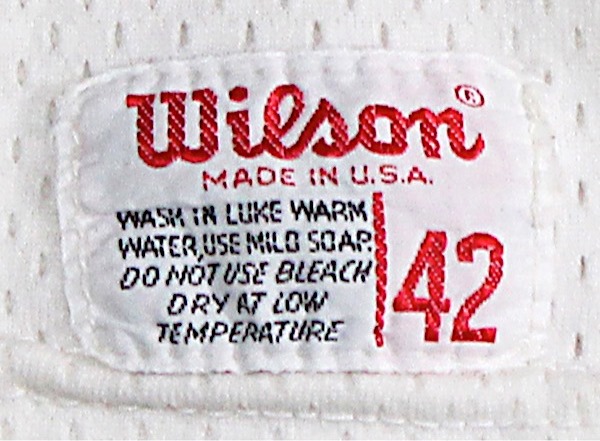 Wilson®
MADE IN U.S.A.
WASH IN LUKE WARM
WATER, USE MILD SOAP.
DO NOT USE BLEACH
DRY AT LOW
TEMPERATURE
42